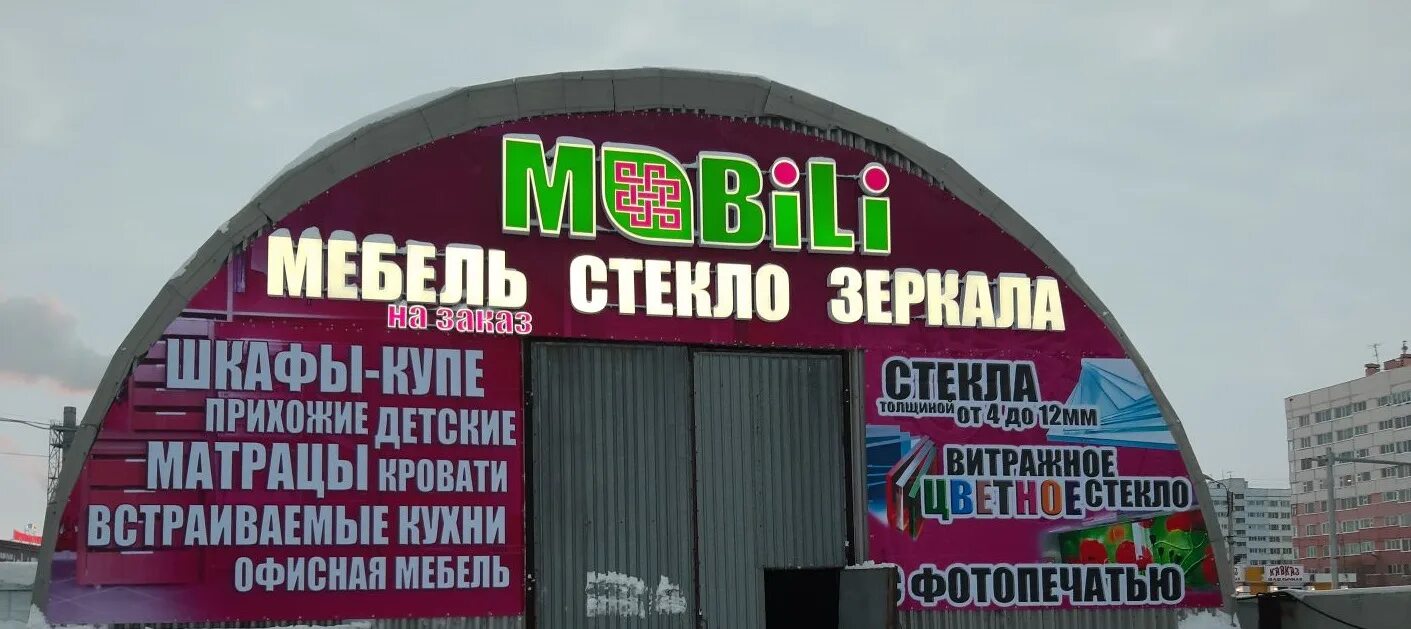 MOBiLi
МЕБЕЛЬ СТЕКЛО ЗЕРКАЛА
на заказ
ШКАФЫ-КУПЕ
ПРИХОЖИЕ ДЕТСКИЕ
МАТРАЦЫ КРОВАТИ
ВСТРАИВАЕМЫЕ КУХНИ
ОФИСНАЯ МЕБЕЛЬ
СТЕКЛА
ТОЛЩИНОЙ ОТ 4 ДО 12ММ
ВИТРАЖНОЕ
ЦВЕТНОЕ СТЕКЛО
С ФОТОПЕЧАТЬЮ
КАВКАЗ